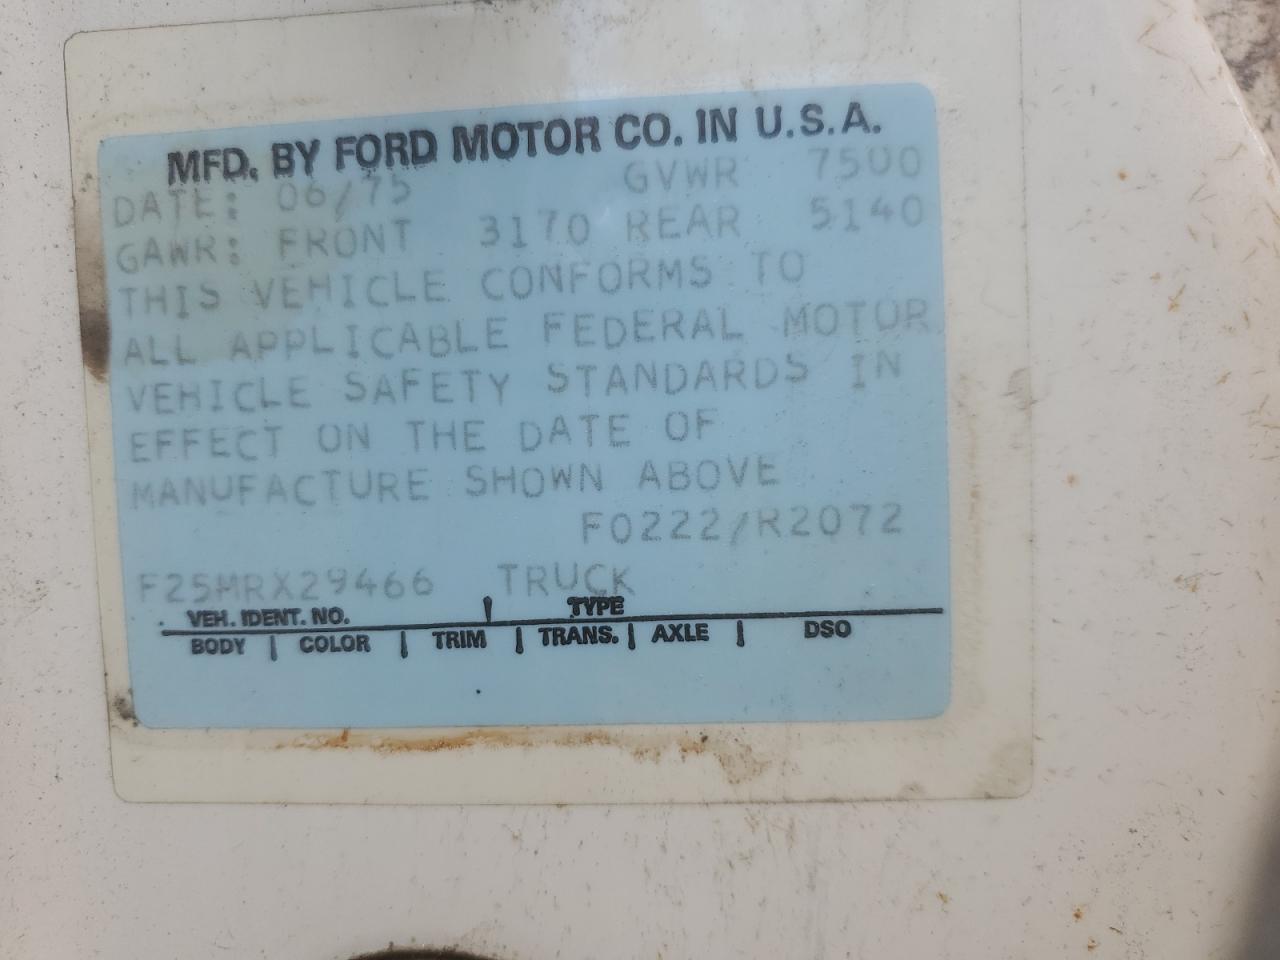 MFD. BY FORD MOTOR CO. IN U.S.A.
DATE: 06/75 GVWR 7500
GAWR: FRONT 3170 REAR 5140
THIS VEHICLE CONFORMS TO
ALL APPLICABLE FEDERAL MOTOR
VEHICLE SAFETY STANDARDS IN
EFFECT ON THE DATE OF
MANUFACTURE SHOWN ABOVE
F0222/R2072
F25MRX29466 TRUCK
VEH. IDENT. NO. | TYPE
BODY | COLOR | TRIM | TRANS. | AXLE | DSO